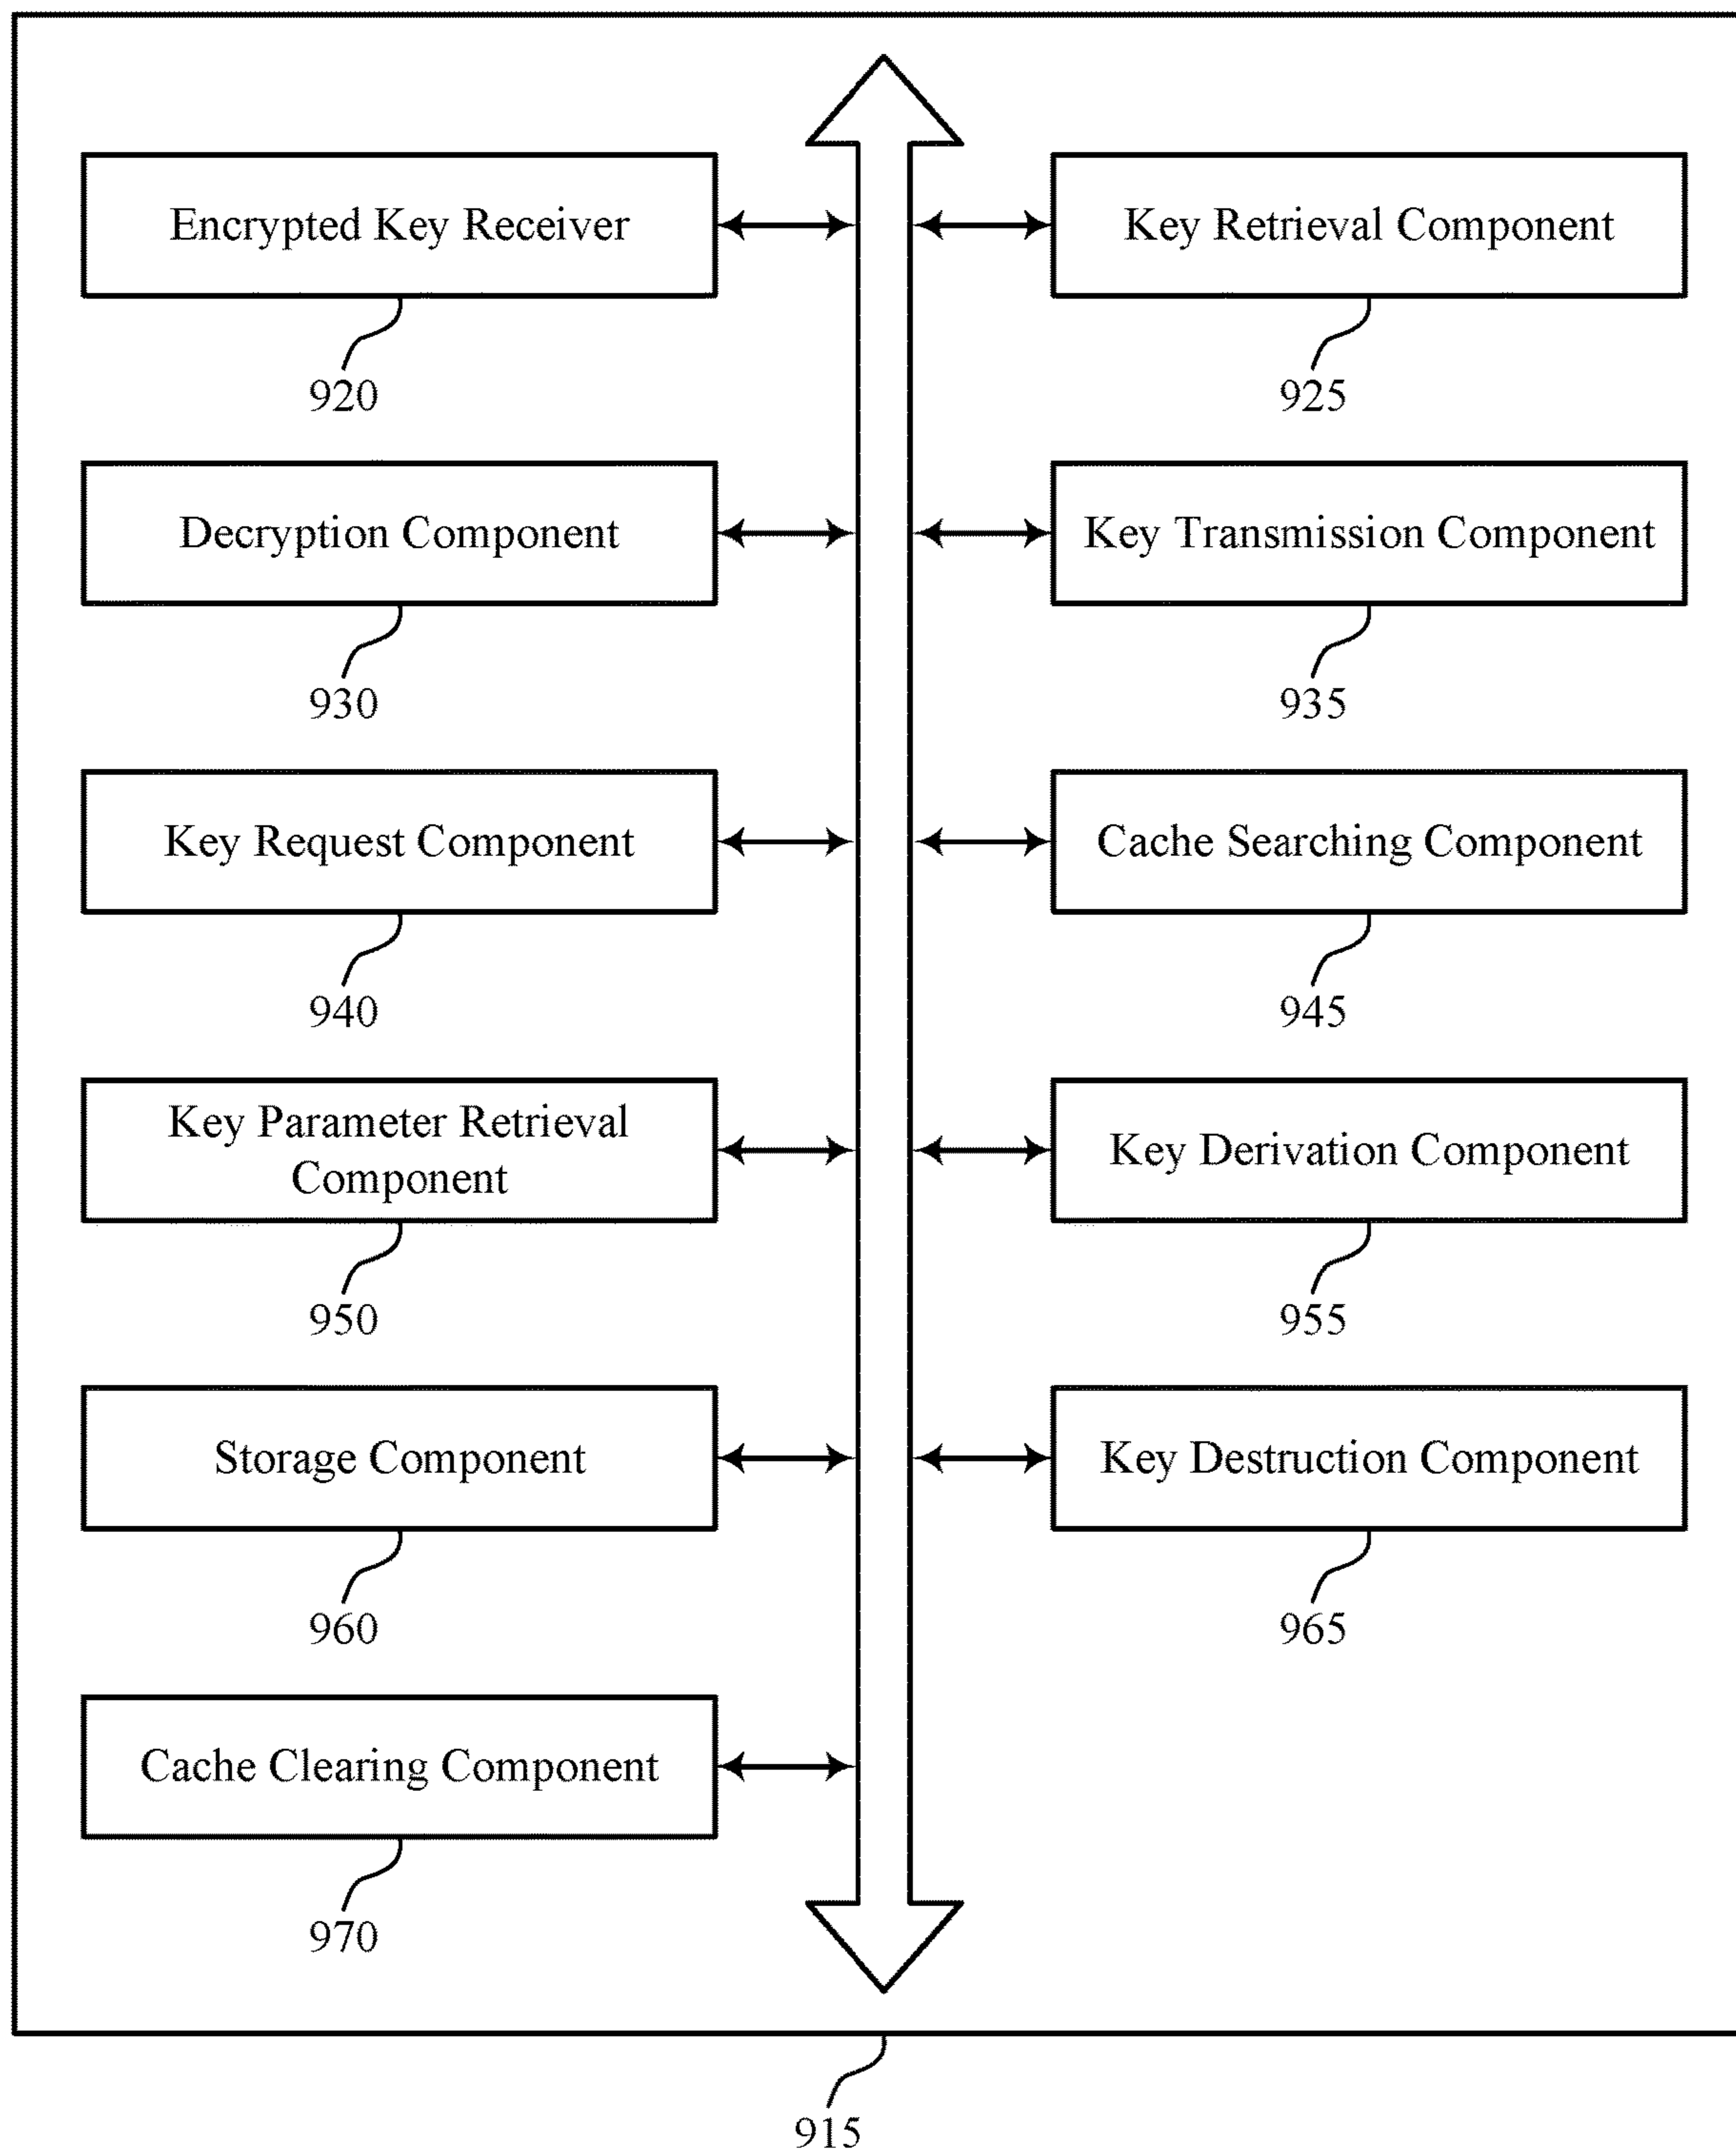 Encrypted Key Receiver
920
Key Retrieval Component
925
Decryption Component
930
Key Transmission Component
935
Key Request Component
940
Cache Searching Component
945
Key Parameter Retrieval
Component
950
Key Derivation Component
955
Storage Component
960
Key Destruction Component
965
Cache Clearing Component
970
915